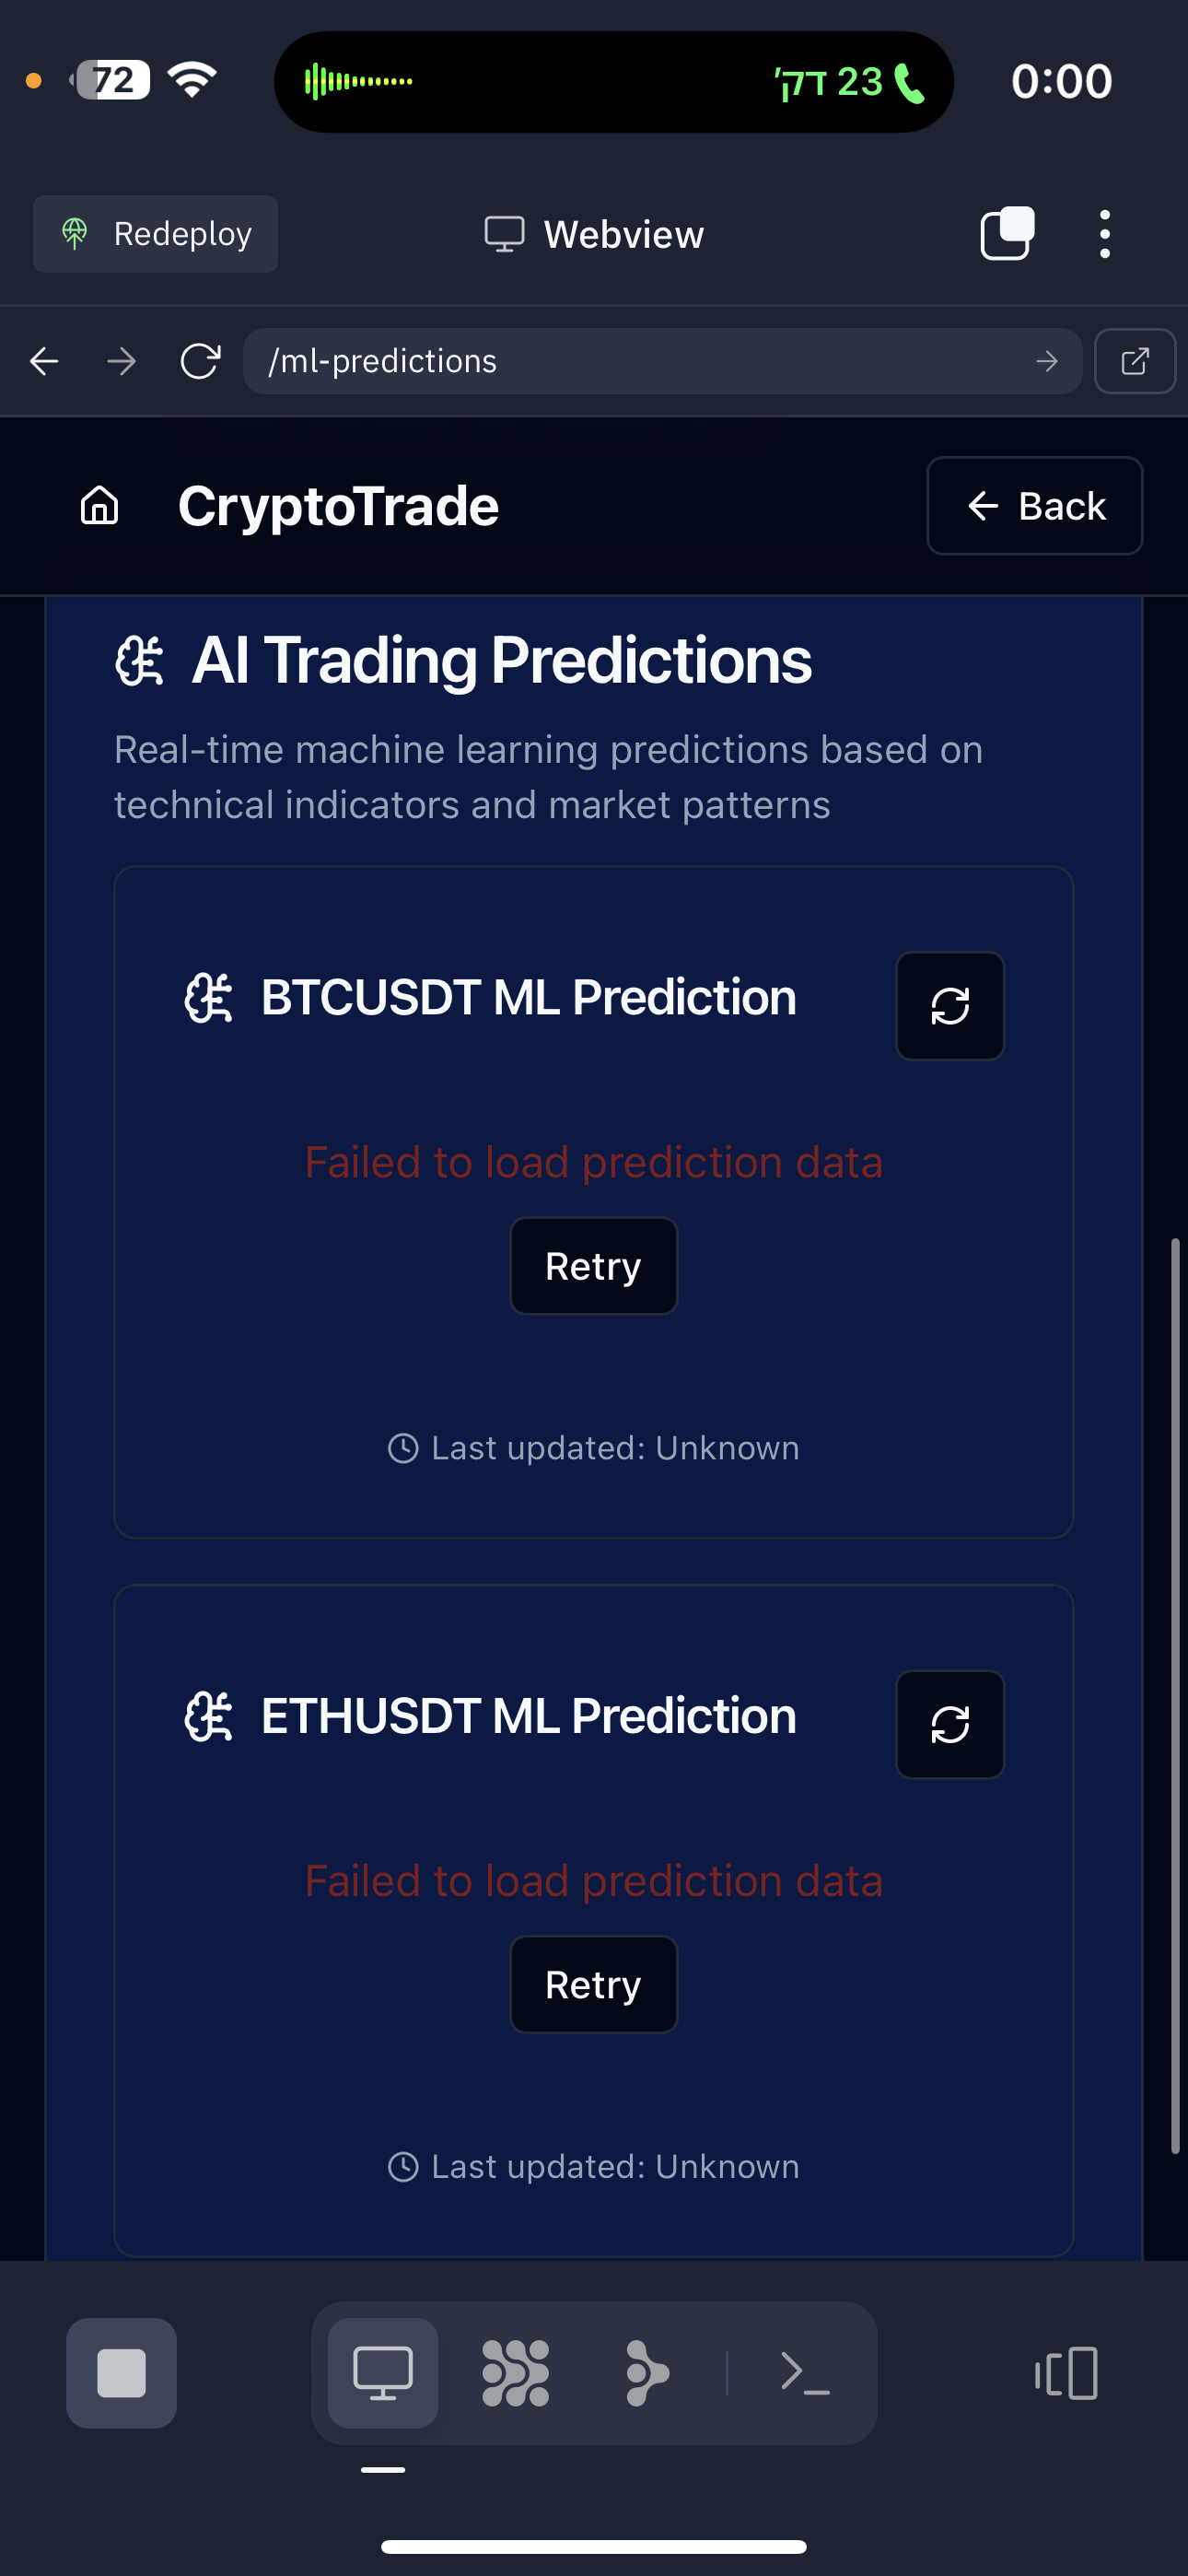 72
23 דק׳
0:00
Redeploy
Webview
/ml-predictions
CryptoTrade
Back
AI Trading Predictions
Real-time machine learning predictions based on
technical indicators and market patterns
BTCUSDT ML Prediction
Failed to load prediction data
Retry
Last updated: Unknown
ETHUSDT ML Prediction
Failed to load prediction data
Retry
Last updated: Unknown